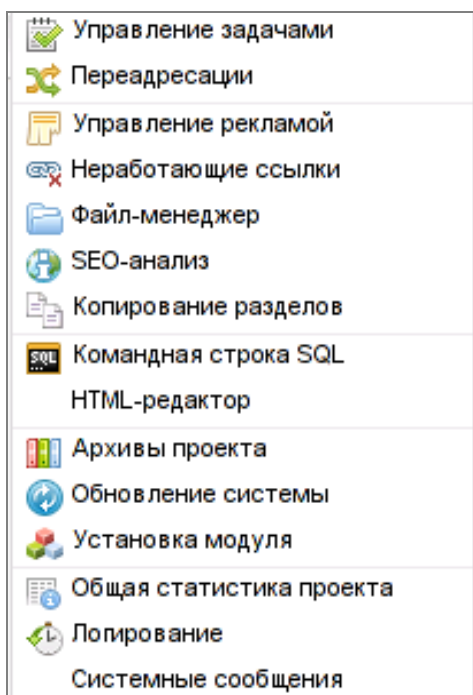 Управление задачами
Переадресации
Управление рекламой
Неработающие ссылки
Файл-менеджер
SEO-анализ
Копирование разделов
SQL Командная строка SQL
HTML-редактор
Архивы проекта
Обновление системы
Установка модуля
Общая статистика проекта
Логирование
Системные сообщения